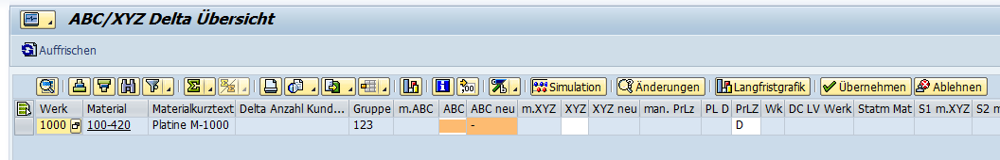 ABC/XYZ Delta Übersicht
Auffrischen
Simulation Änderungen Langfristgrafik Übernehmen Ablehnen
Werk Material Materialkurztext Delta Anzahl Kund... Gruppe m.ABC ABC ABC neu m.XYZ XYZ XYZ neu man. PrLz PL D PrLZ Wk DC LV Werk Statm Mat S1 m.XYZ S2 m
1000 100-420 Platine M-1000 123 - D